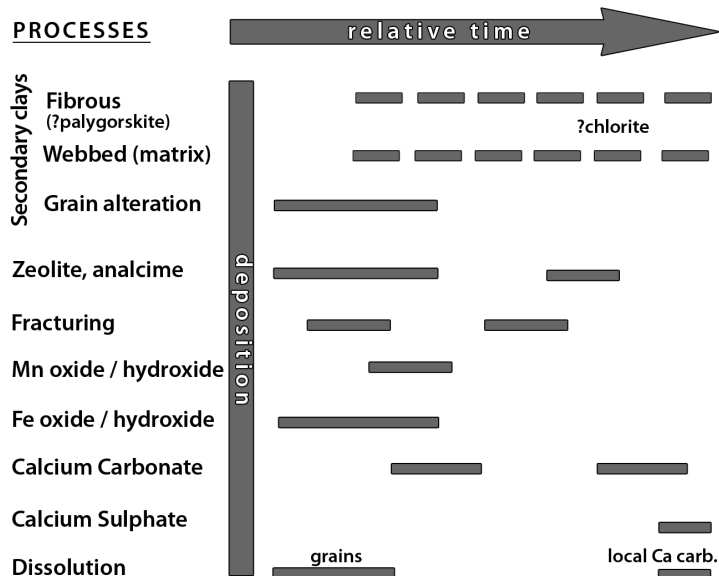 PROCESSES
relative time
Secondary clays
Fibrous
(?palygorskite)
?chlorite
Webbed (matrix)
Grain alteration
Zeolite, analcime
deposition
Fracturing
Mn oxide / hydroxide
Fe oxide / hydroxide
Calcium Carbonate
Calcium Sulphate
grains
local Ca carb.
Dissolution